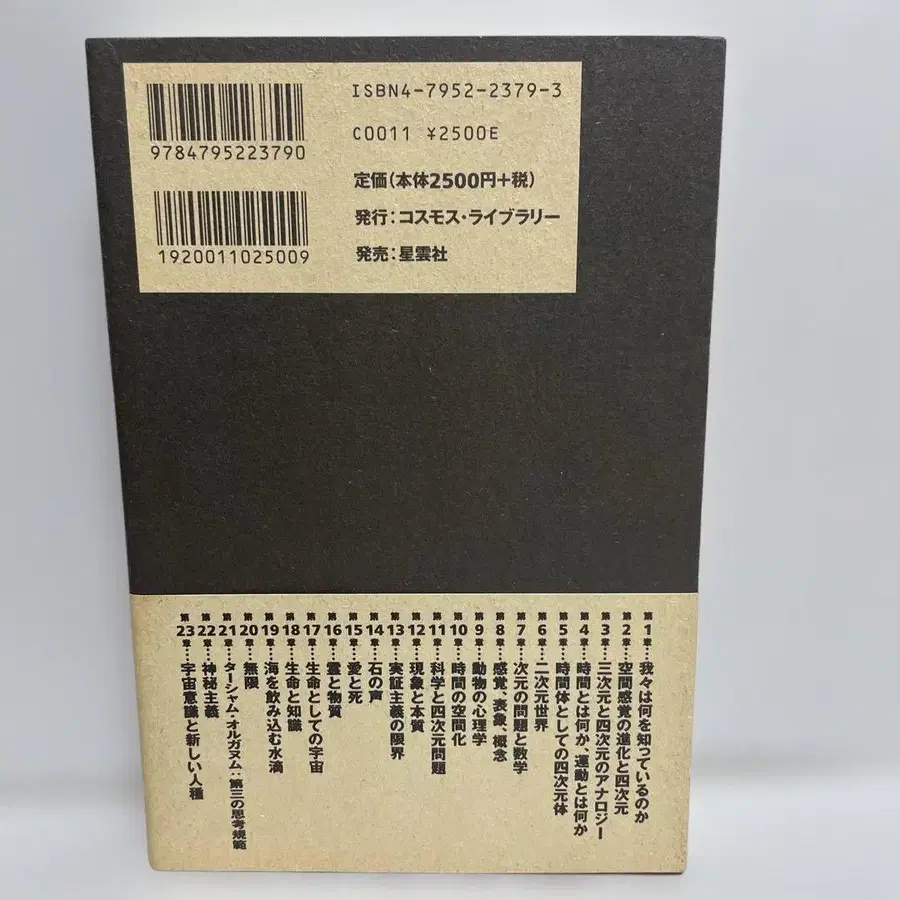 ISBN4-7952-2379-3
C0011 ¥2500E
9784795223790
1920011025009
定価(本体2500円+税)
発行:コスモス・ライブラリー
発売:星雲社
第1章…我々は何を知っているのか
第2章…空間感覚の進化と四次元
第3章…三次元と四次元のアナロジー
第4章…時間とは何か、運動とは何か
第5章…時間体としての四次元体
第6章…二次元世界
第7章…次元の問題と数学
第8章…感覚、表象、概念
第9章…動物の心理学
第10章…時間の空間化
第11章…科学と四次元問題
第12章…現象と本質
第13章…実証主義の限界
第14章…石の声
第15章…愛と死
第16章…霊と物質
第17章…生命としての宇宙
第18章…生命と知識
第19章…海を飲み込む水滴
第20章…無限
第21章…ターシャム・オルガヌム:第三の思考規範
第22章…神秘主義
第23章…宇宙意識と新しい人種